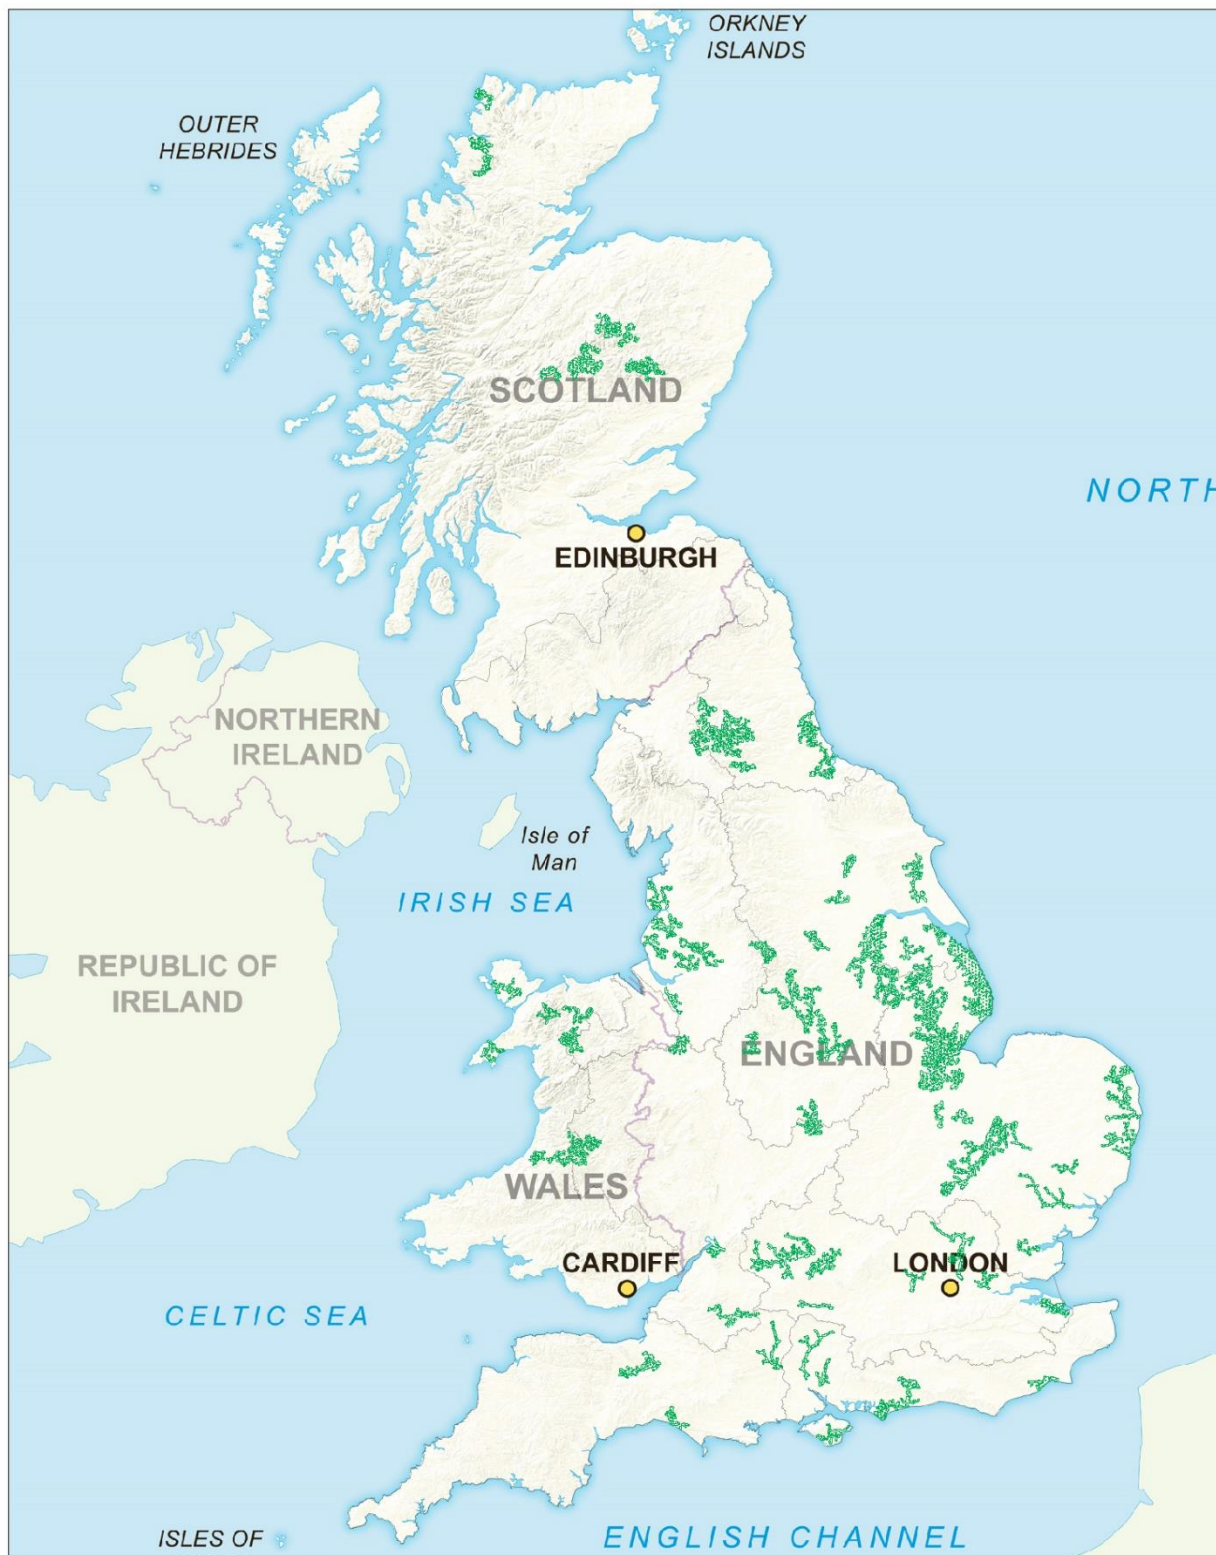 ORKNEY
ISLANDS
OUTER
HEBRIDES
SCOTLAND
NORTH
EDINBURGH
NORTHERN
IRELAND
Isle of
Man
IRISH SEA
REPUBLIC OF
IRELAND
ENGLAND
WALES
CARDIFF
LONDON
CELTIC SEA
ISLES OF
ENGLISH CHANNEL